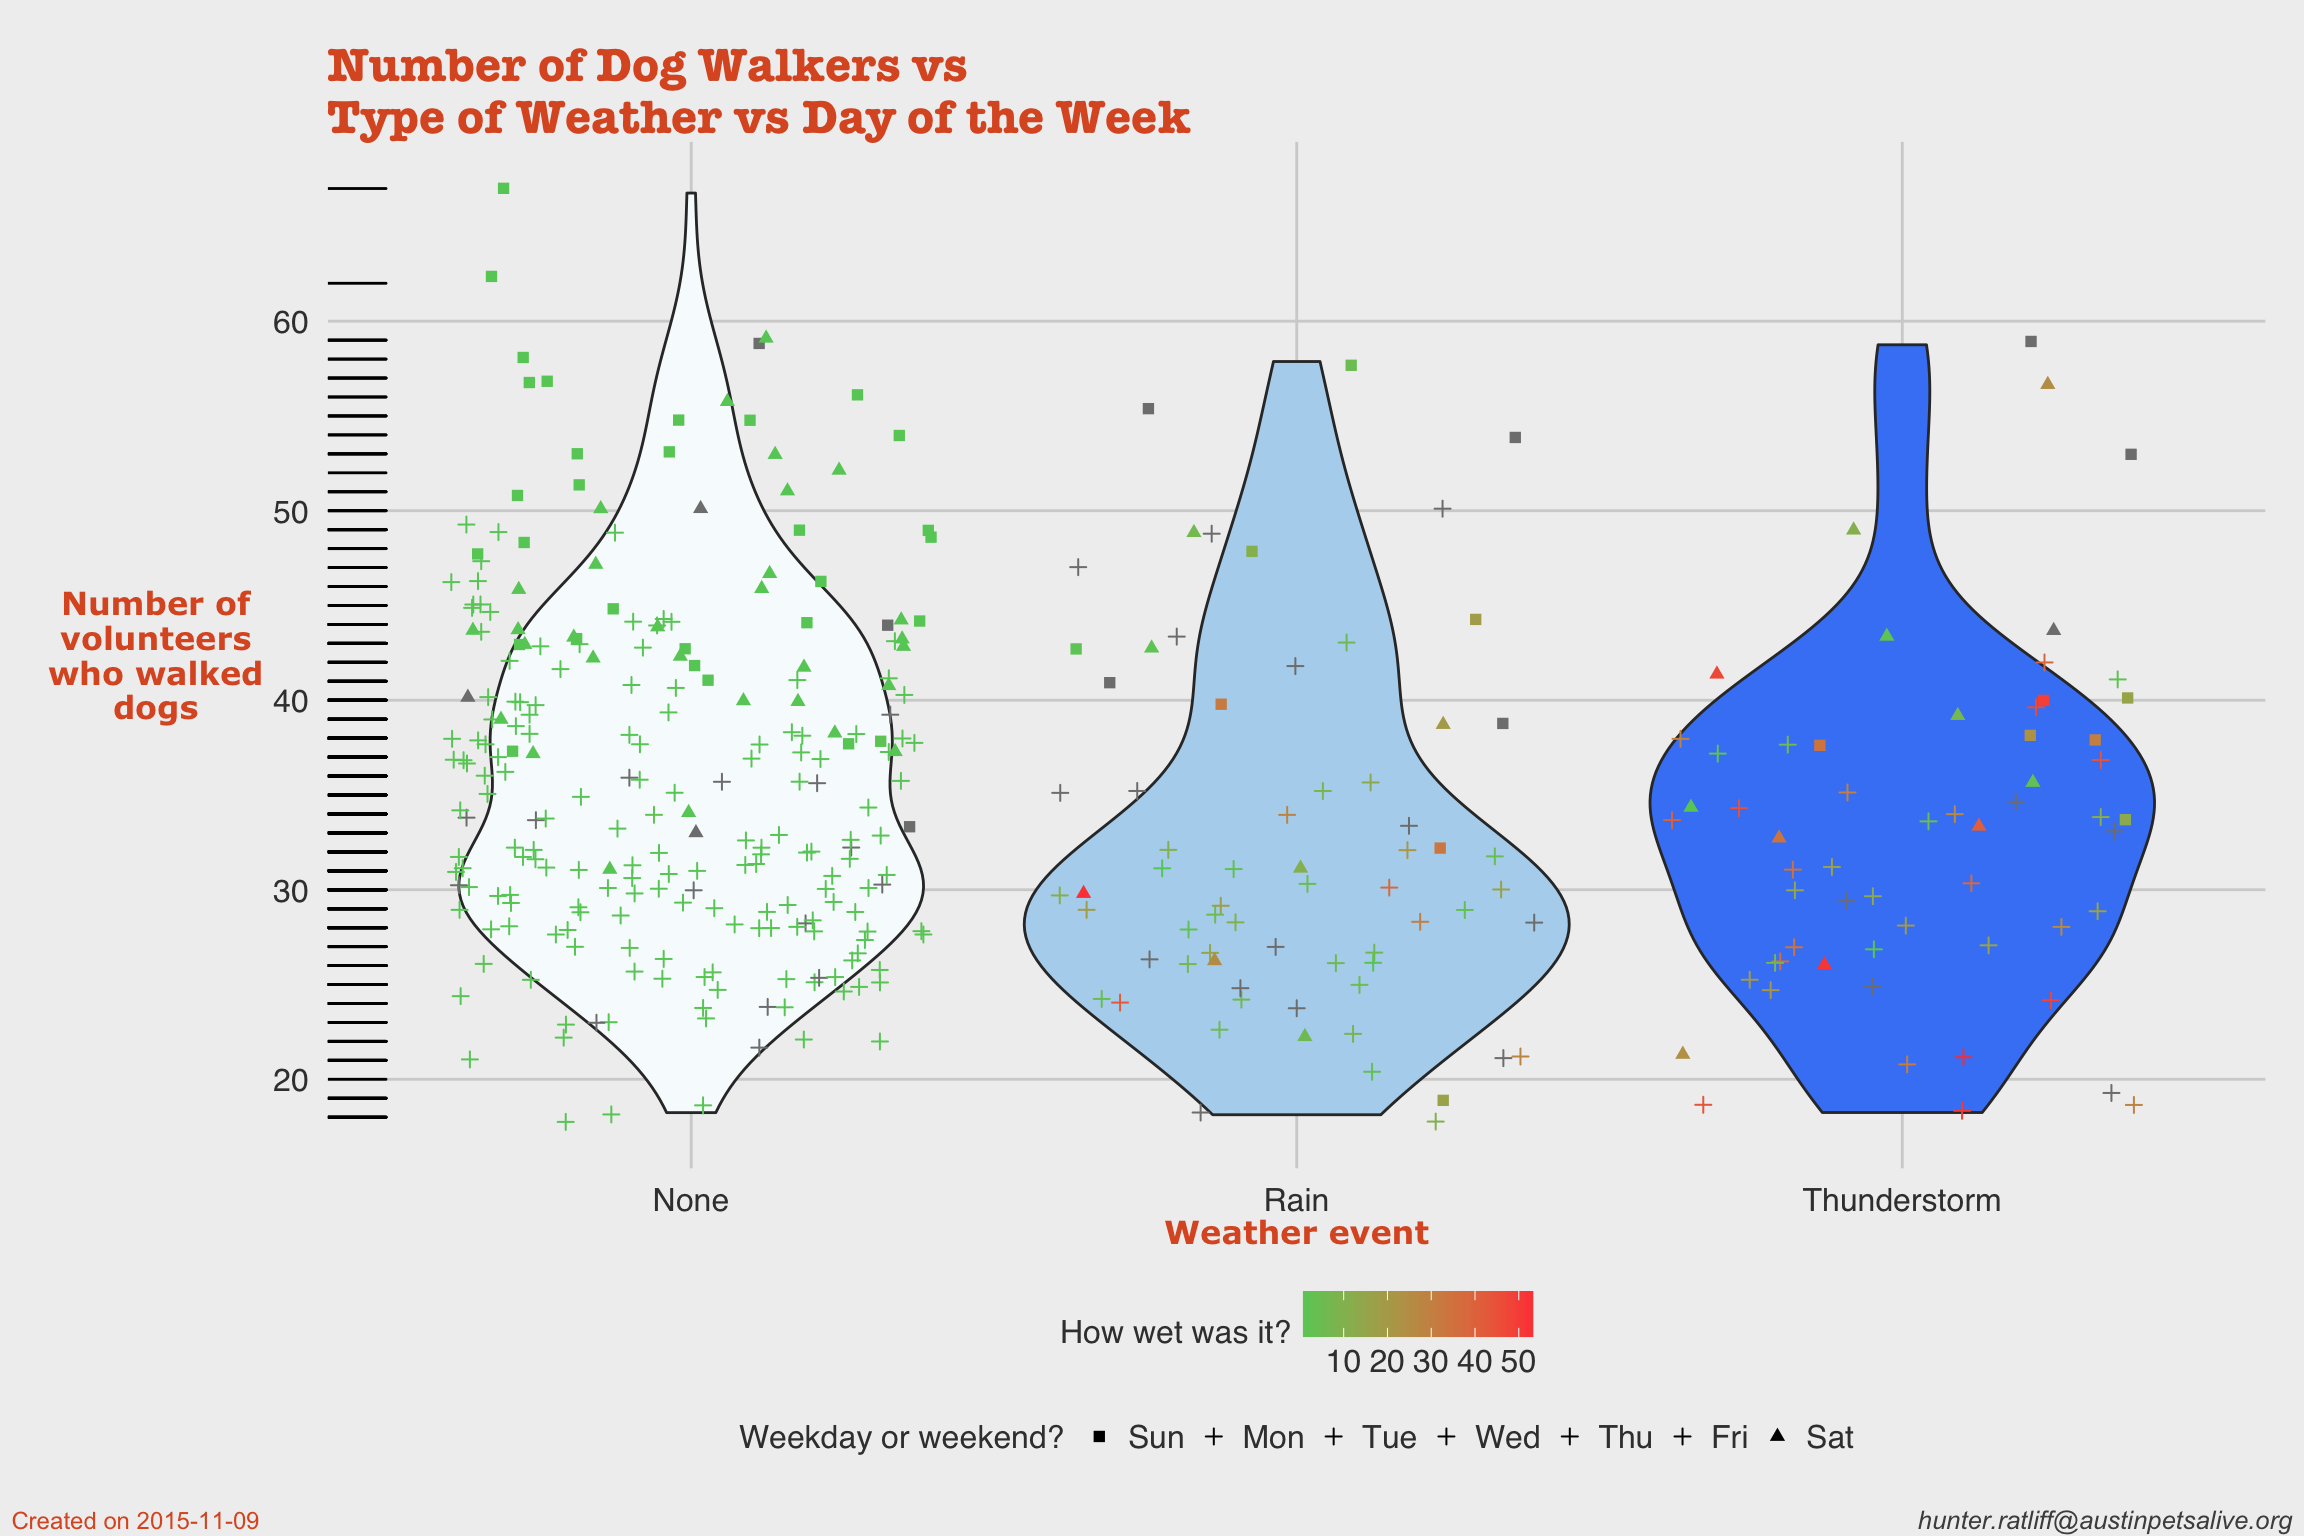 Number of Dog Walkers vs
Type of Weather vs Day of the Week
60
50
40
30
20
Number of
volunteers
who walked
dogs
None
Rain
Thunderstorm
Weather event
How wet was it?
10 20 30 40 50
Weekday or weekend? Sun Mon Tue Wed Thu Fri Sat
Created on 2015-11-09
hunter.ratliff@austinpetsalive.org